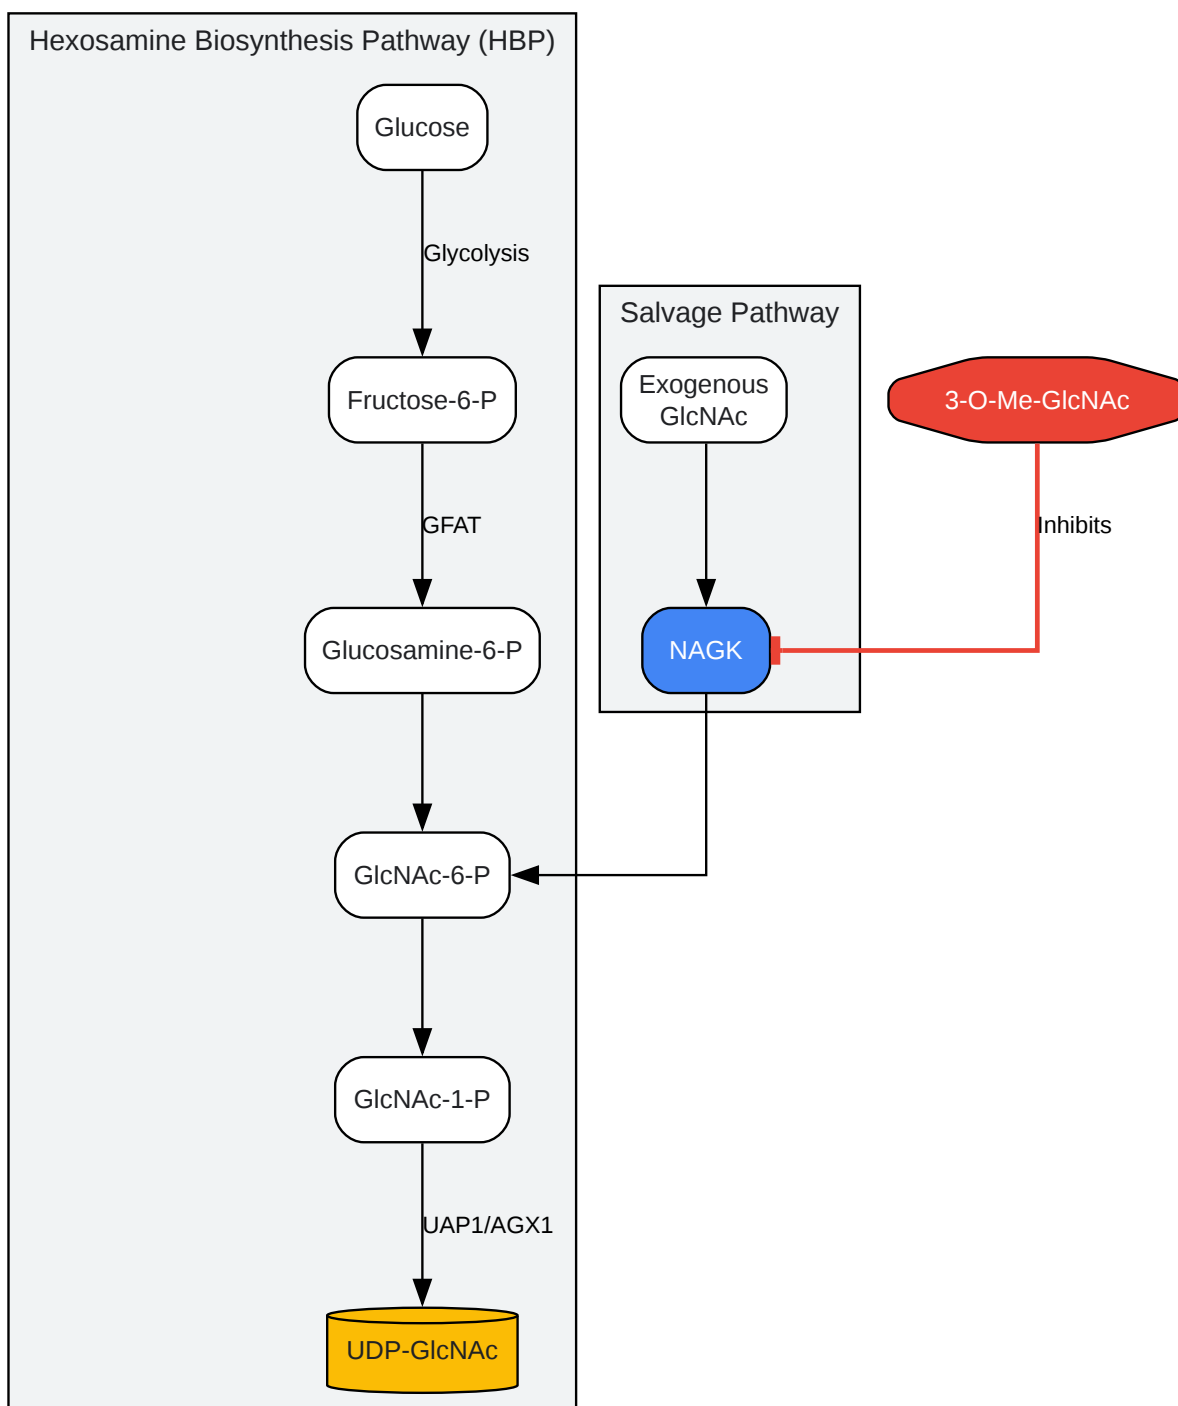 Hexosamine Biosynthesis Pathway (HBP)
Glucose
Glycolysis
Salvage Pathway
Fructose-6-P
Exogenous
GlcNAc
3-O-Me-GlcNAc
GFAT
Inhibits
Glucosamine-6-P
NAGK
GlcNAc-6-P
GlcNAc-1-P
UAP1/AGX1
UDP-GlcNAc